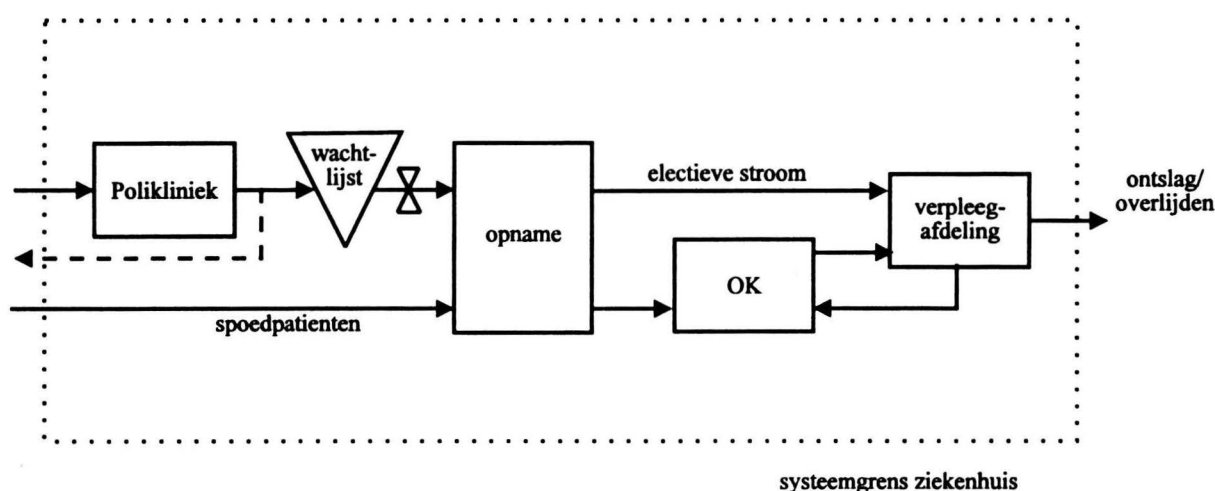 Polikliniek
wacht-
lijst
opname
electieve stroom
OK
verpleeg-
afdeling
ontslag/
overlijden
spoedpatienten
systeemgrens ziekenhuis